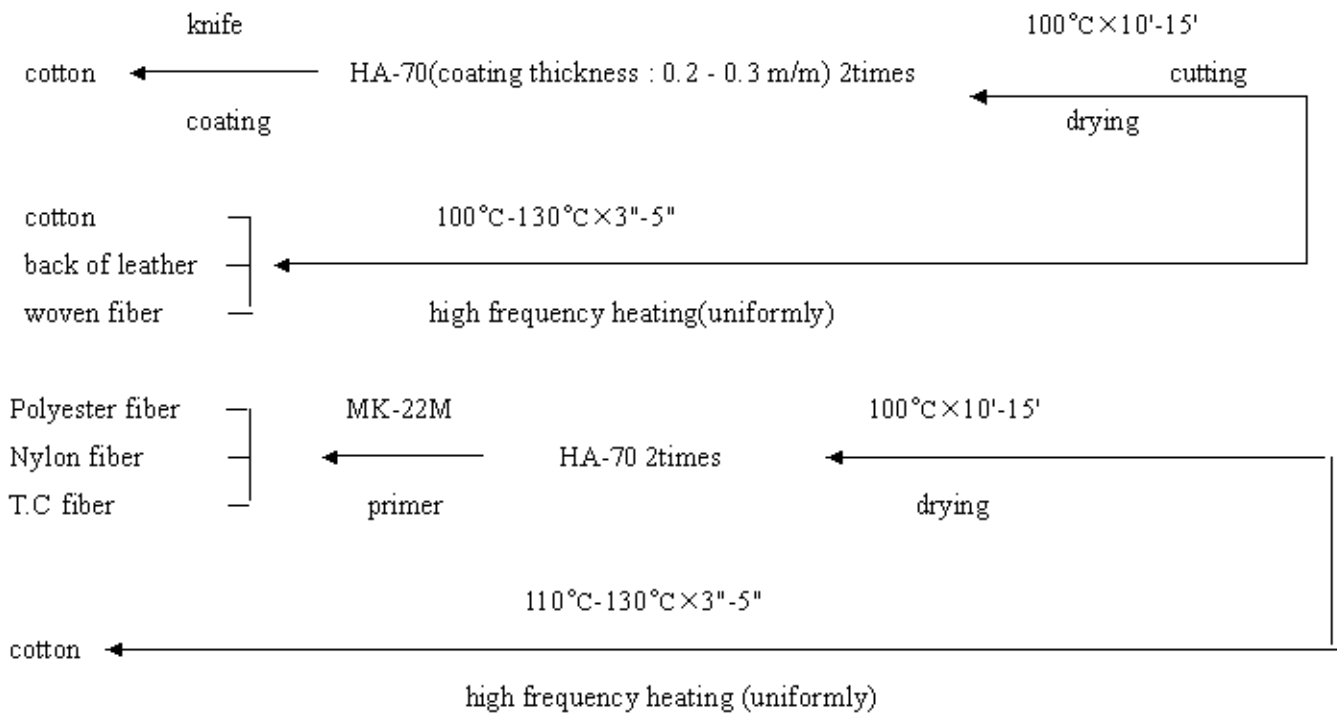 knife 100°C×10'-15'
cotton HA-70(coating thickness : 0.2 - 0.3 m/m) 2times cutting
coating drying
cotton 100°C-130°C×3"-5"
back of leather
woven fiber high frequency heating(uniformly)
Polyester fiber MK-22M 100°C×10'-15'
Nylon fiber HA-70 2times
T.C fiber primer drying
110°C-130°C×3"-5"
cotton
high frequency heating (uniformly)